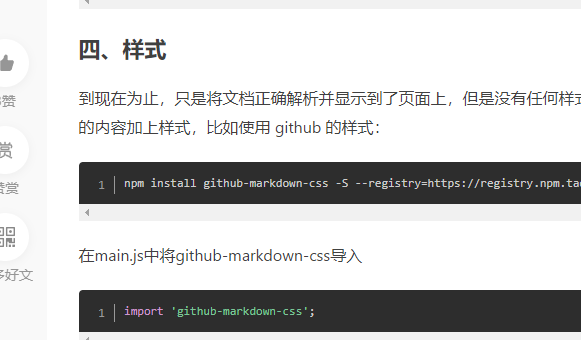 四、样式
到现在为止，只是将文档正确解析并显示到了页面上，但是没有任何样式
的内容加上样式，比如使用 github 的样式：
赞
赏
赞赏
1 npm install github-markdown-css -S --registry=https://registry.npm.tao
好文
在main.js中将github-markdown-css导入
1 import 'github-markdown-css';